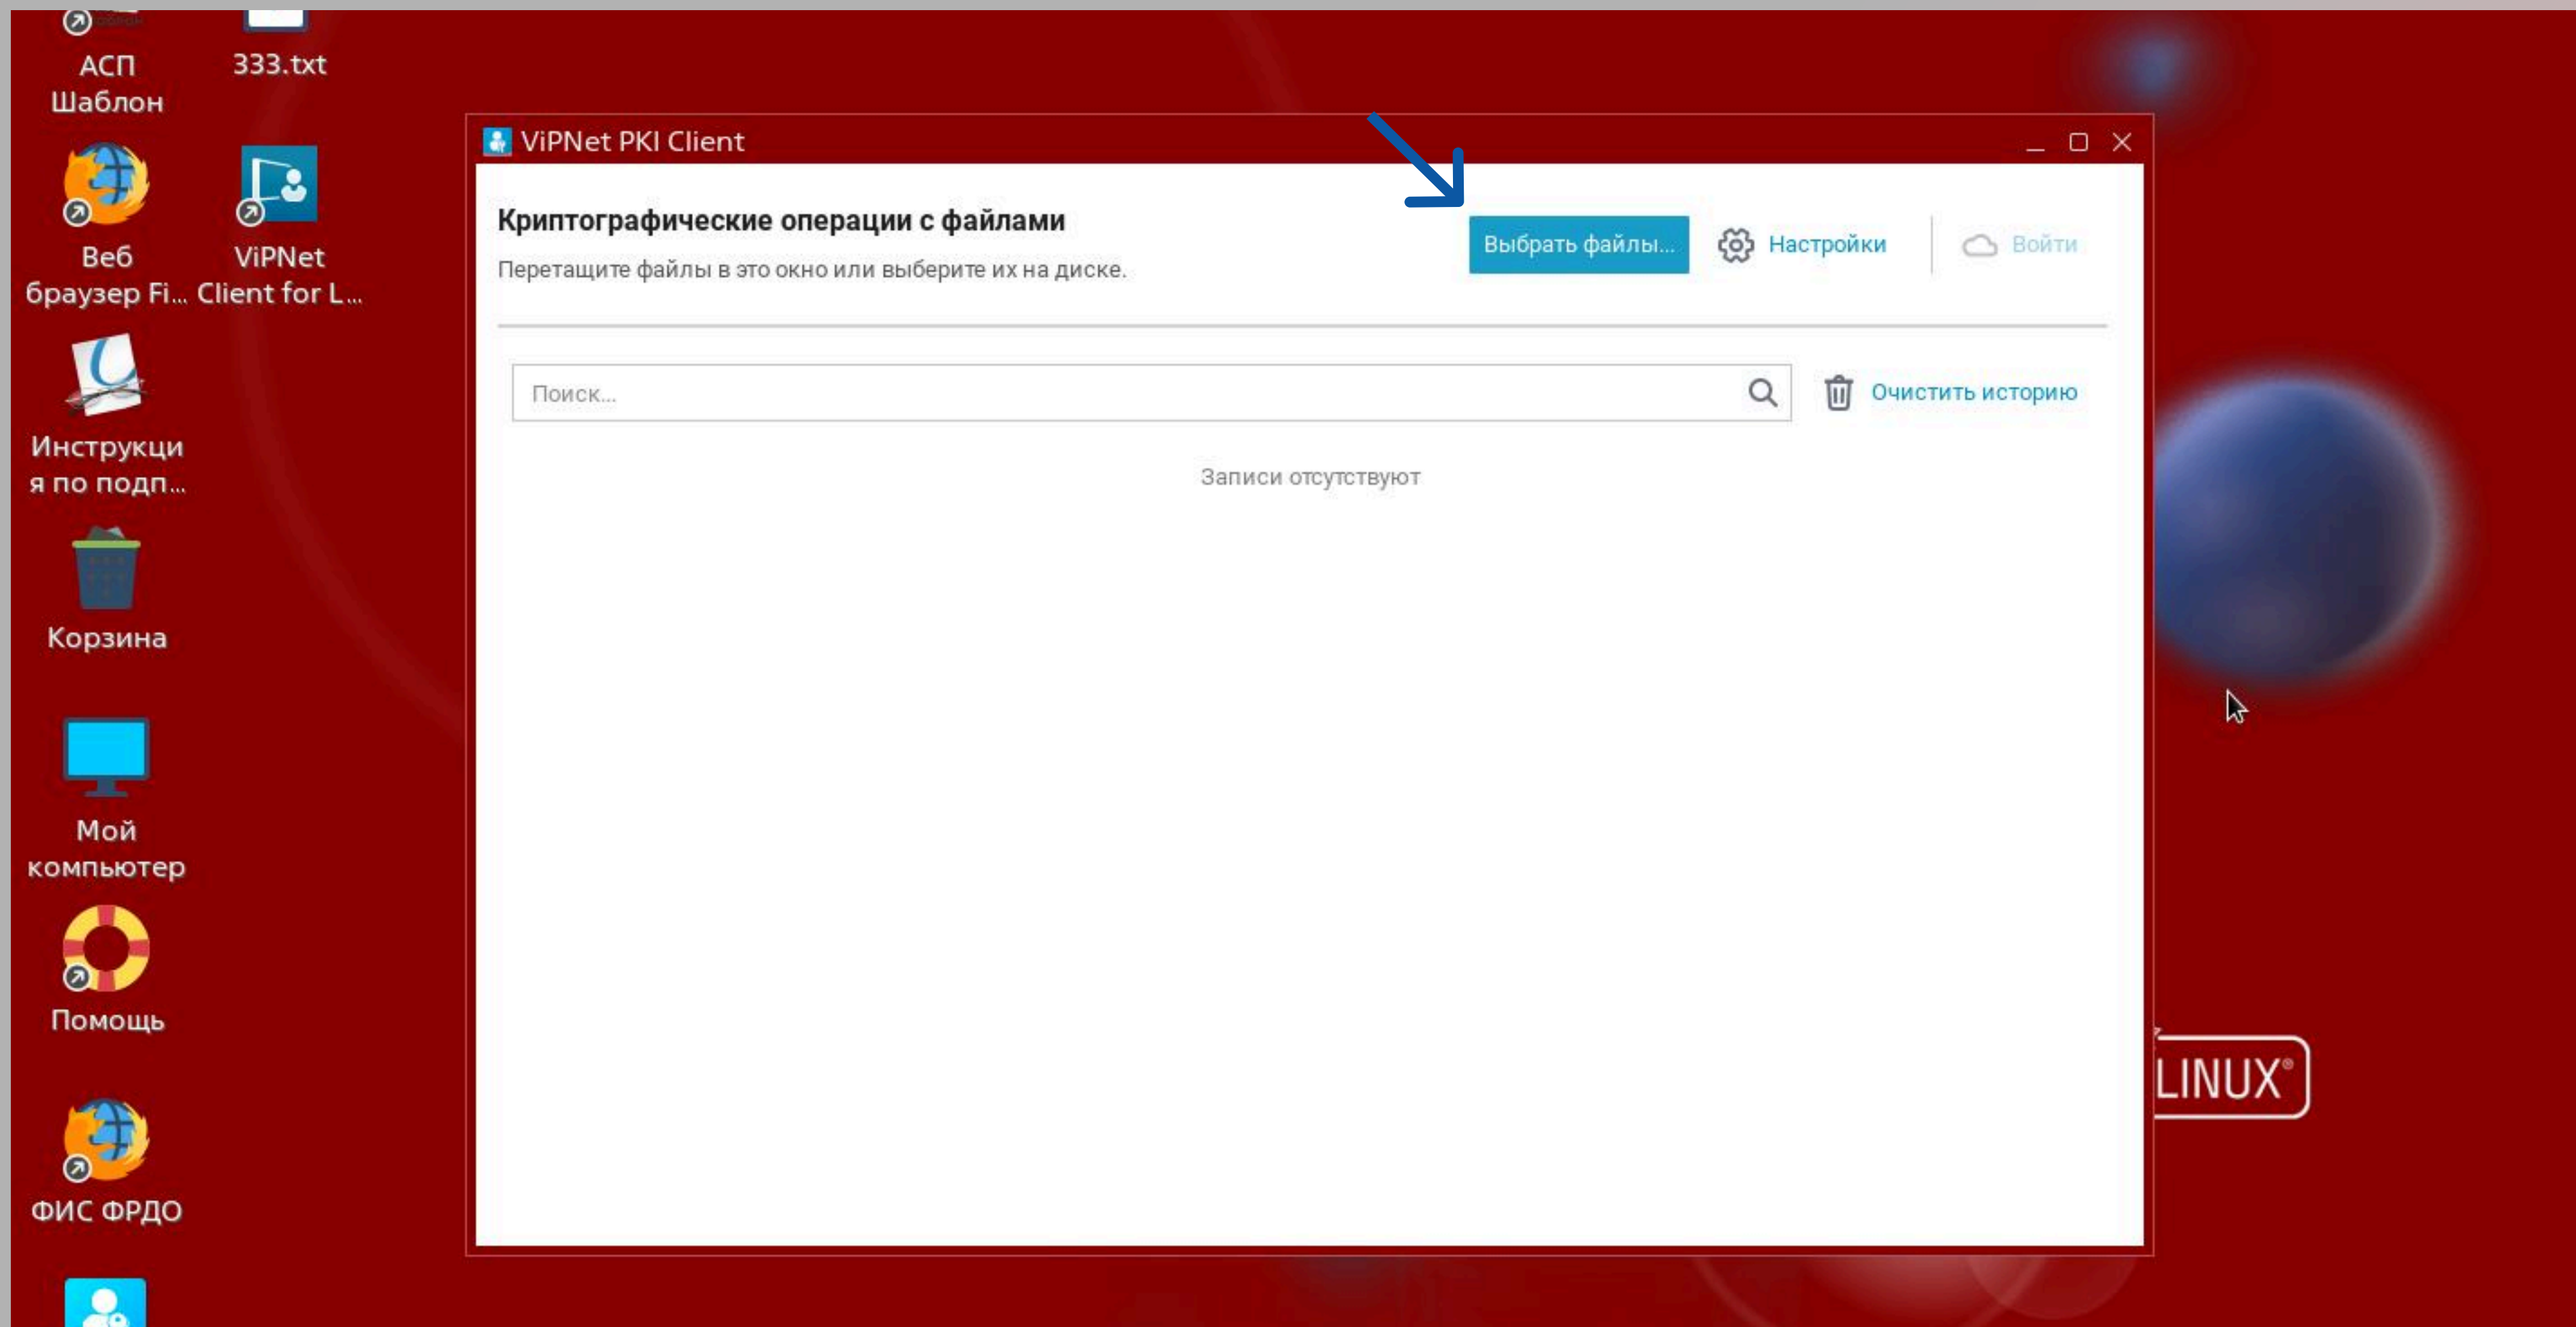 АСП
Шаблон
333.txt
Веб
браузер Fi...
ViPNet
Client for L...
Инструкци
я по подп...
Корзина
Мой
компьютер
Помощь
ФИС ФРДО
ViPNet PKI Client
Криптографические операции с файлами
Перетащите файлы в это окно или выберите их на диске.
Выбрать файлы...
Настройки
Войти
Поиск...
Очистить историю
Записи отсутствуют
LINUX®